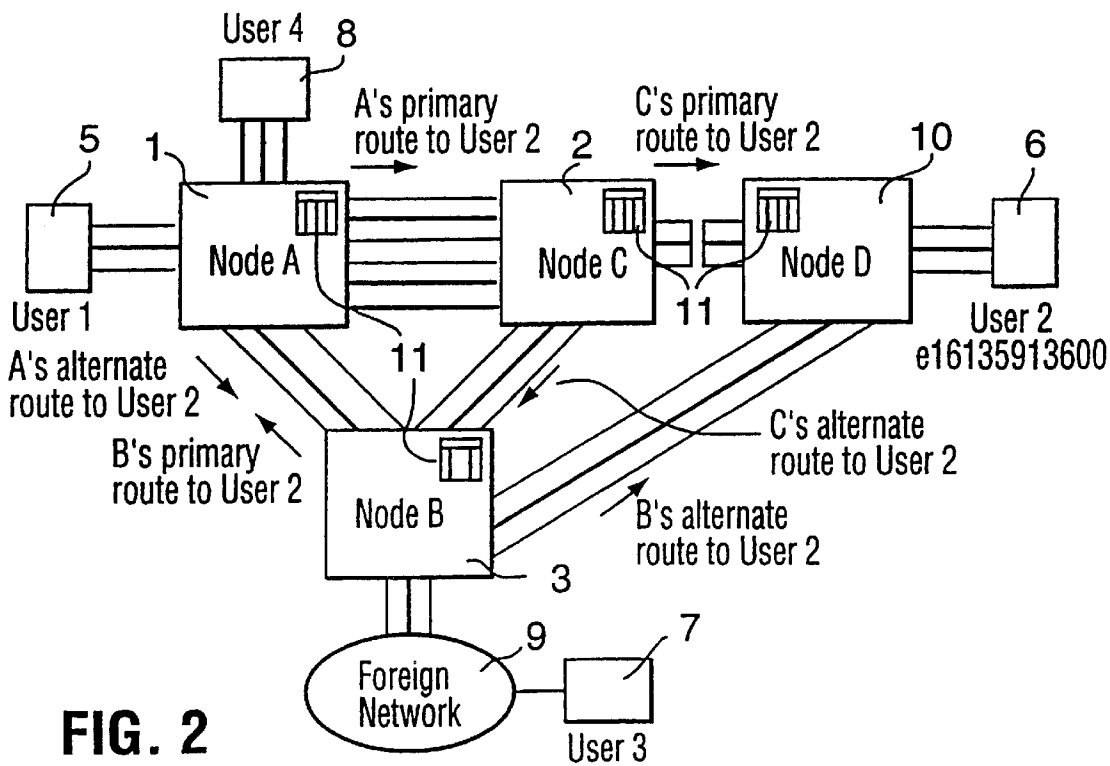 User 4
8
A's primary
route to User 2
C's primary
route to User 2
5
1
2
10
6
Node A
Node C
Node D
11
User 1
11
User 2
e16135913600
A's alternate
route to User 2
B's primary
route to User 2
C's alternate
route to User 2
Node B
B's alternate
route to User 2
3
9
7
Foreign
Network
User 3
FIG. 2